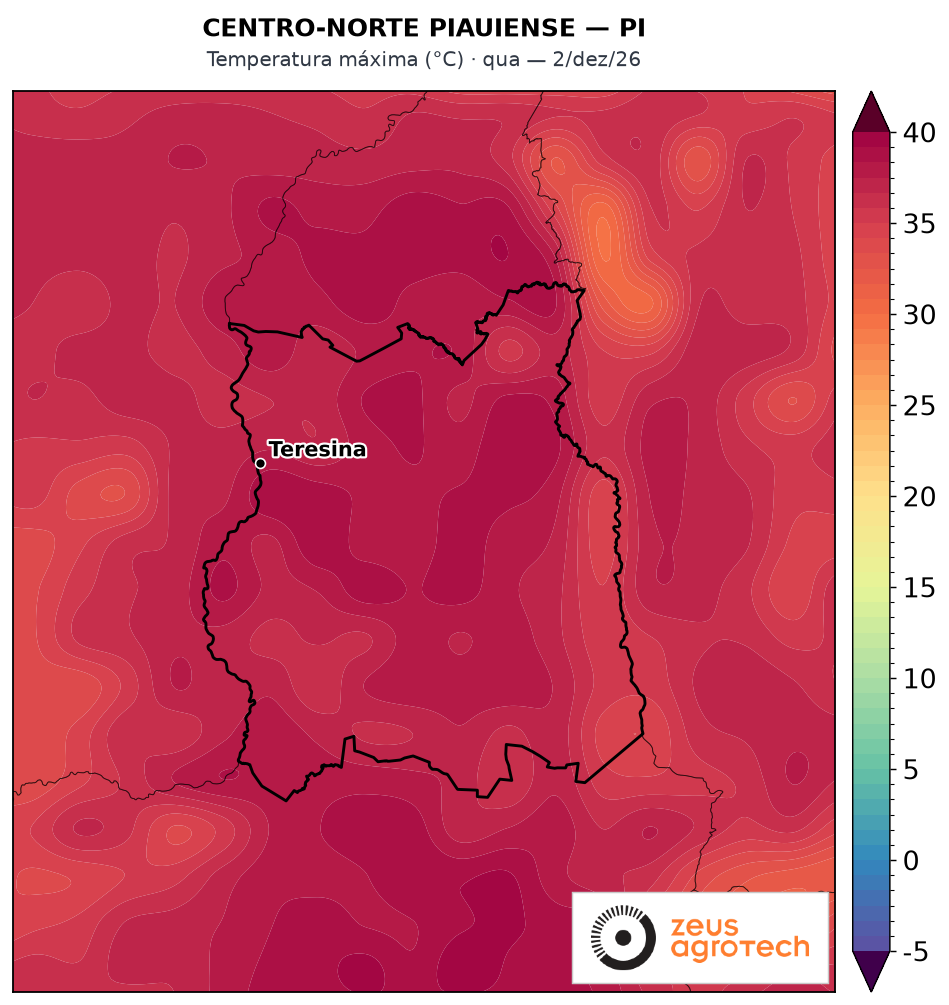 CENTRO-NORTE PIAUIENSE — PI
Temperatura máxima (°C) · qua — 2/dez/26
Teresina
40
35
30
25
20
15
10
5
0
-5
zeus
agrotech